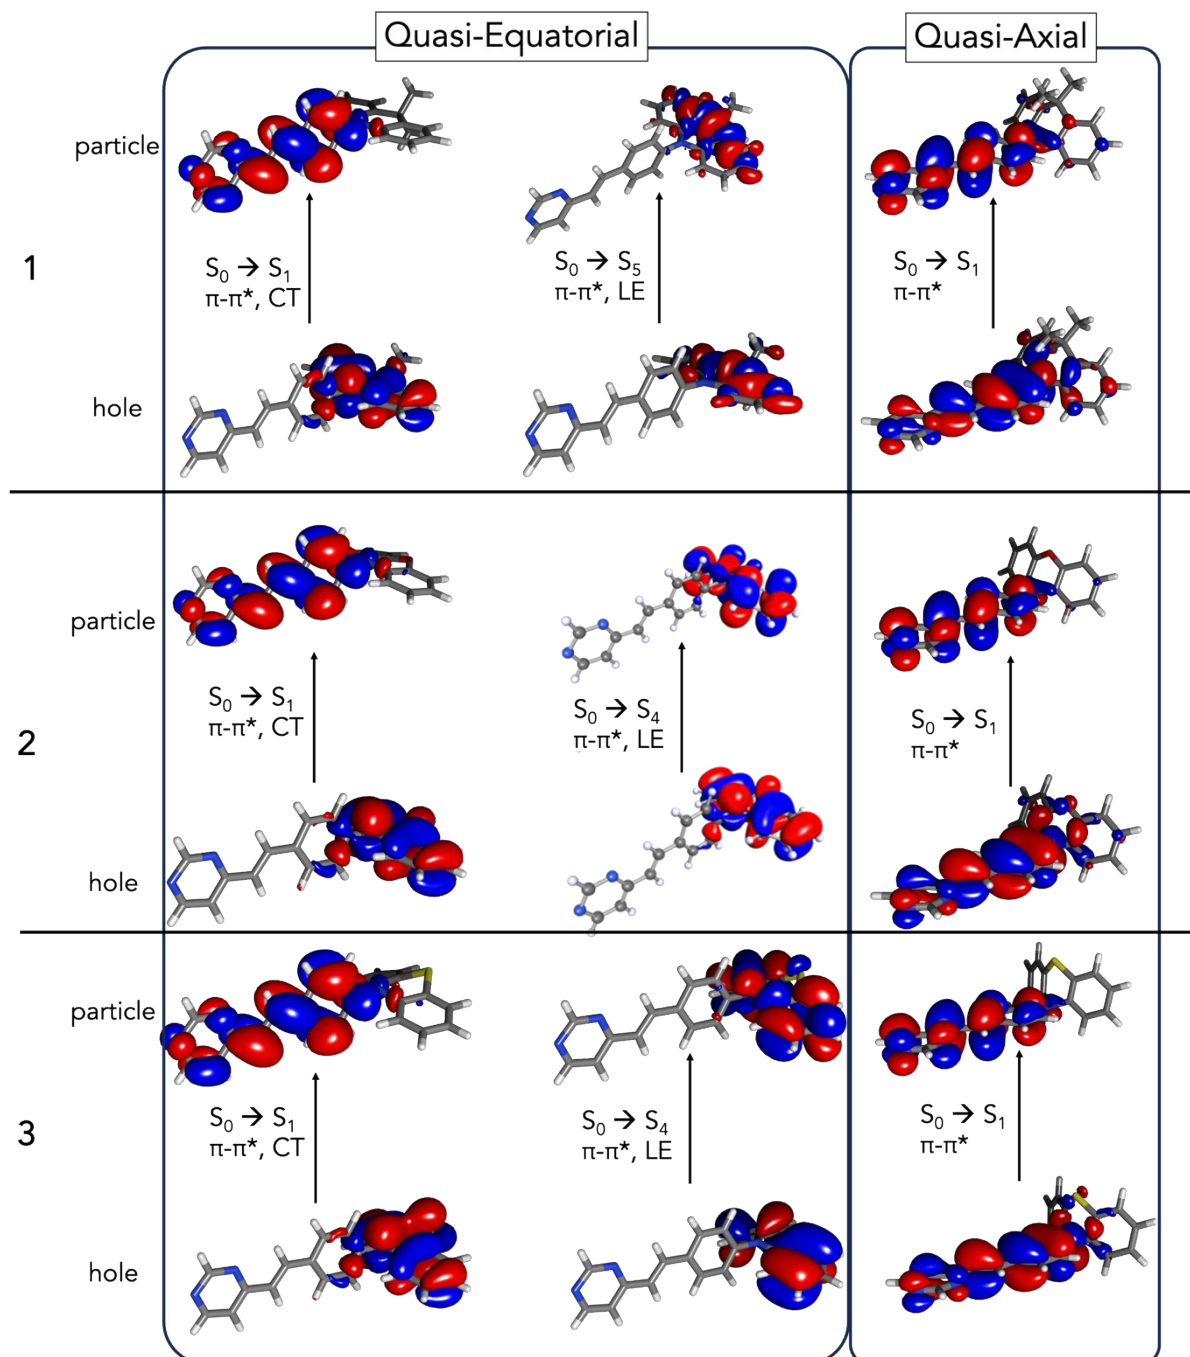 Quasi-Equatorial
Quasi-Axial
particle
1
S₀ → S₁
π-π*, CT
S₀ → S₅
π-π*, LE
S₀ → S₁
π-π*
hole
particle
2
S₀ → S₁
π-π*, CT
S₀ → S₄
π-π*, LE
S₀ → S₁
π-π*
hole
particle
3
S₀ → S₁
π-π*, CT
S₀ → S₄
π-π*, LE
S₀ → S₁
π-π*
hole